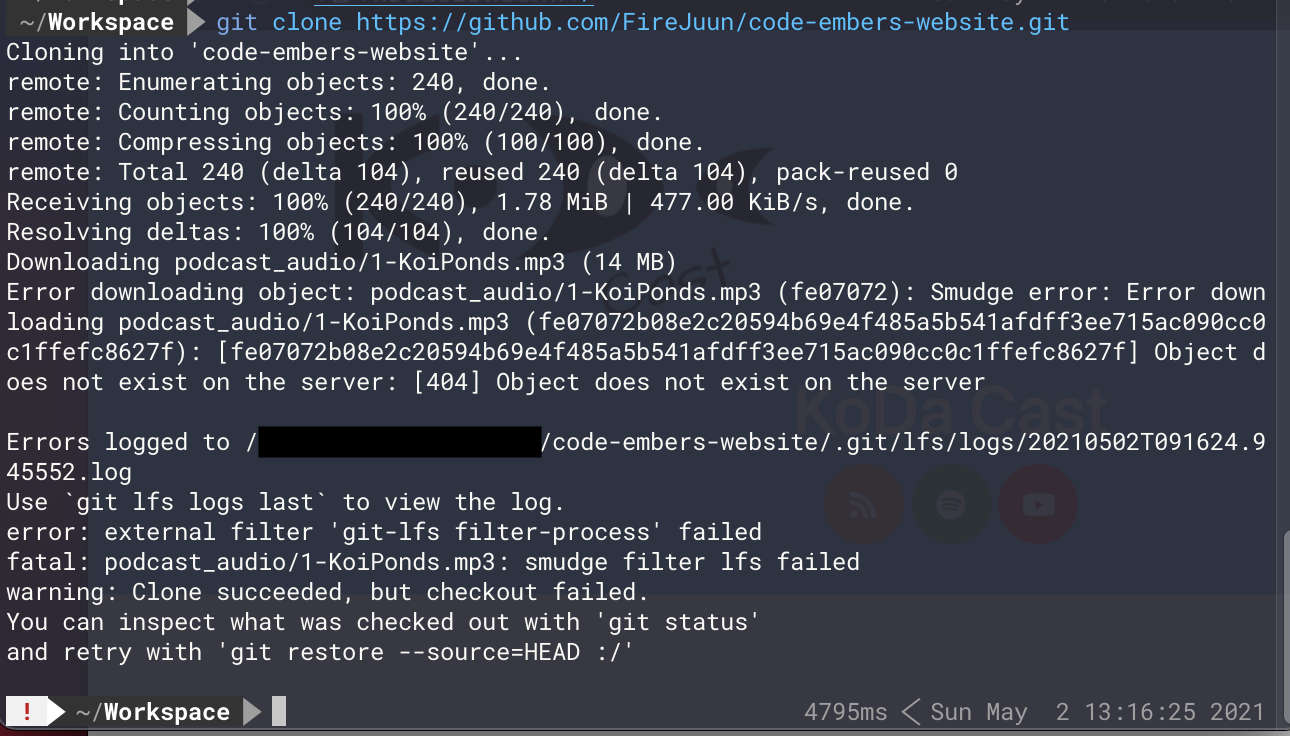 ~/Workspace git clone https://github.com/FireJuun/code-embers-website.git
Cloning into 'code-embers-website'...
remote: Enumerating objects: 240, done.
remote: Counting objects: 100% (240/240), done.
remote: Compressing objects: 100% (100/100), done.
remote: Total 240 (delta 104), reused 240 (delta 104), pack-reused 0
Receiving objects: 100% (240/240), 1.78 MiB | 477.00 KiB/s, done.
Resolving deltas: 100% (104/104), done.
Downloading podcast_audio/1-KoiPonds.mp3 (14 MB)
Error downloading object: podcast_audio/1-KoiPonds.mp3 (fe07072): Smudge error: Error down
loading podcast_audio/1-KoiPonds.mp3 (fe07072b08e2c20594b69e4f485a5b541afdff3ee715ac090cc0
c1ffefc8627f): [fe07072b08e2c20594b69e4f485a5b541afdff3ee715ac090cc0c1ffefc8627f] Object d
oes not exist on the server: [404] Object does not exist on the server
KoDa Cast
Errors logged to / /code-embers-website/.git/lfs/logs/20210502T091624.9
45552.log
Use `git lfs logs last` to view the log.
error: external filter 'git-lfs filter-process' failed
fatal: podcast_audio/1-KoiPonds.mp3: smudge filter lfs failed
warning: Clone succeeded, but checkout failed.
You can inspect what was checked out with 'git status'
and retry with 'git restore --source=HEAD :/'
! ~/Workspace 4795ms Sun May 2 13:16:25 2021